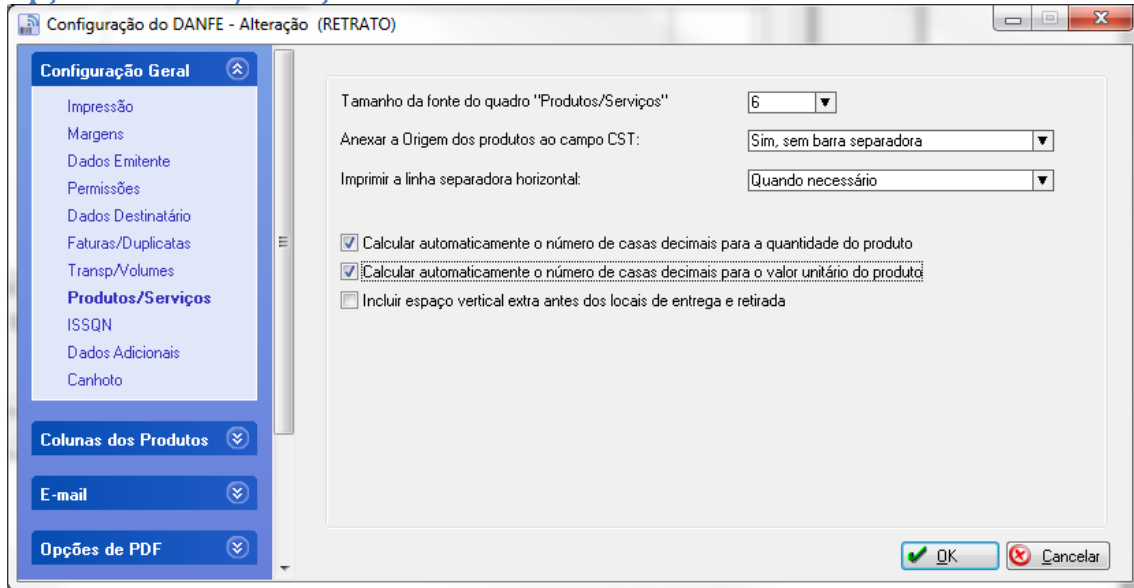 Configuração do DANFE - Alteração (RETRATO)
Configuração Geral
Impressão
Margens
Dados Emitente
Permissões
Dados Destinatário
Faturas/Duplicatas
Transp/Volumes
Produtos/Serviços
ISSQN
Dados Adicionais
Canhoto
Colunas dos Produtos
E-mail
Opções de PDF
Tamanho da fonte do quadro "Produtos/Serviços" 6
Anexar a Origem dos produtos ao campo CST: Sim, sem barra separadora
Imprimir a linha separadora horizontal: Quando necessário
Calcular automaticamente o número de casas decimais para a quantidade do produto
Calcular automaticamente o número de casas decimais para o valor unitário do produto
Incluir espaço vertical extra antes dos locais de entrega e retirada
OK Cancelar